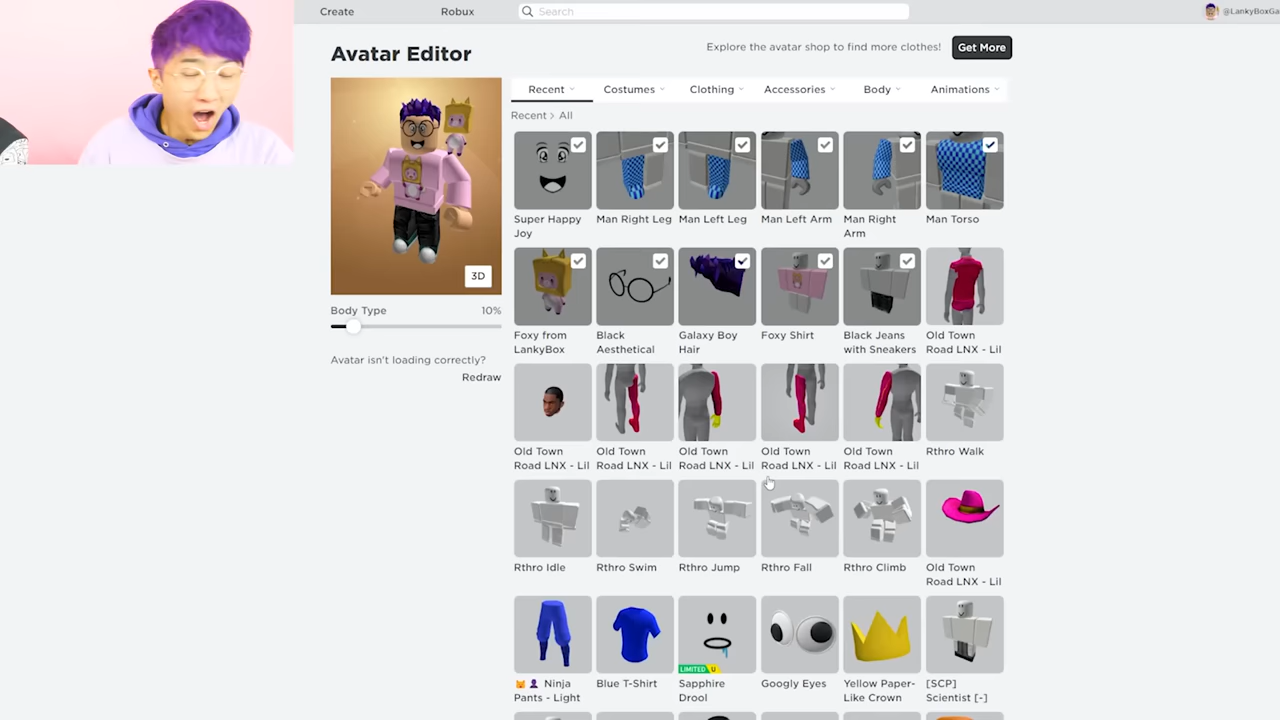 Create
Robux
Search
@LankyBoxGa
Avatar Editor
Explore the avatar shop to find more clothes!
Get More
3D
Body Type
10%
Avatar isn't loading correctly?
Redraw
Recent
Costumes
Clothing
Accessories
Body
Animations
Recent > All
Super Happy
Joy
Man Right Leg
Man Left Leg
Man Left Arm
Man Right
Arm
Man Torso
Foxy from
LankyBox
Black
Aesthetical
Galaxy Boy
Hair
Foxy Shirt
Black Jeans
with Sneakers
Old Town
Road LNX - Lil
Old Town
Road LNX - Lil
Old Town
Road LNX - Lil
Old Town
Road LNX - Lil
Old Town
Road LNX - Lil
Old Town
Road LNX - Lil
Rthro Walk
Rthro Idle
Rthro Swim
Rthro Jump
Rthro Fall
Rthro Climb
Old Town
Road LNX - Lil
Ninja
Pants - Light
Blue T-Shirt
LIMITED U
Sapphire
Drool
Googly Eyes
Yellow Paper-
Like Crown
[SCP]
Scientist [-]